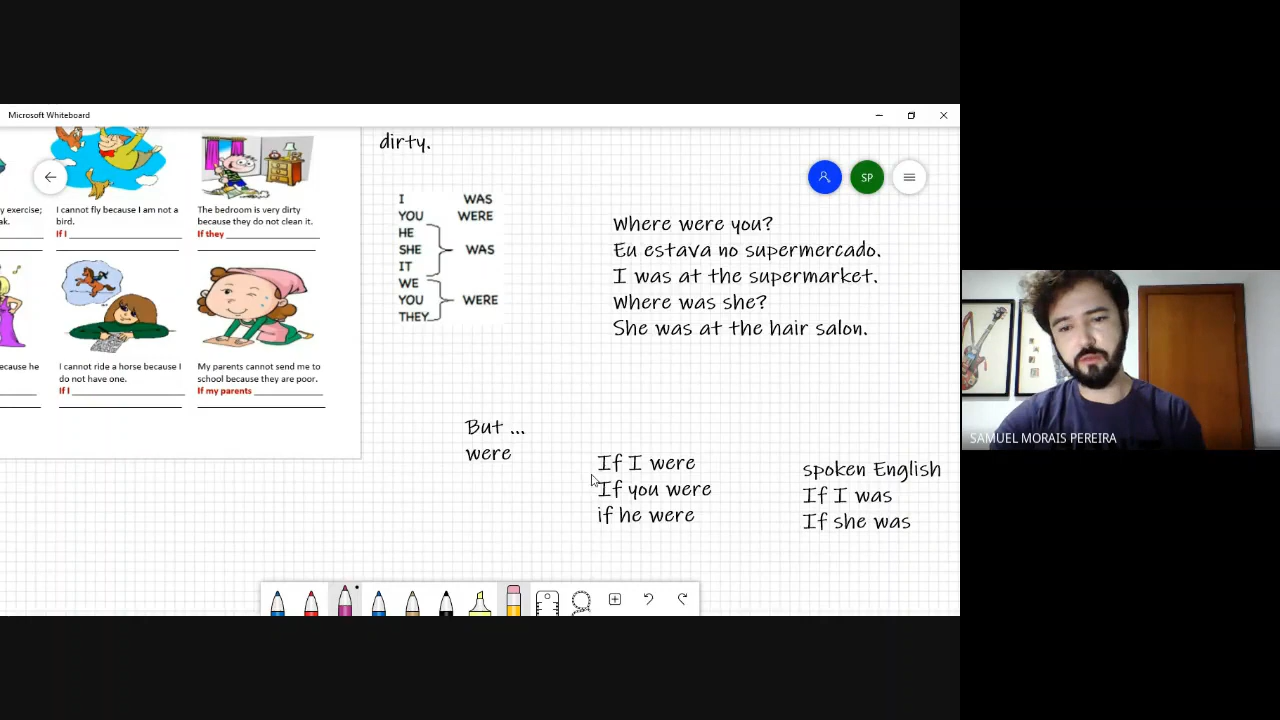 Microsoft Whiteboard
dirty.
SP
y exercise;
ak.
I cannot fly because I am not a
bird.
If I
The bedroom is very dirty
because they do not clean it.
If they
ecause he
I cannot ride a horse because I
do not have one.
If I
My parents cannot send me to
school because they are poor.
If my parents
I WAS
YOU WERE
HE
SHE WAS
IT
WE
YOU WERE
THEY
Where were you?
Eu estava no supermercado.
I was at the supermarket.
Where was she?
She was at the hair salon.
But ...
were
If I were
If you were
if he were
spoken English
If I was
If she was
SAMUEL MORAIS PEREIRA